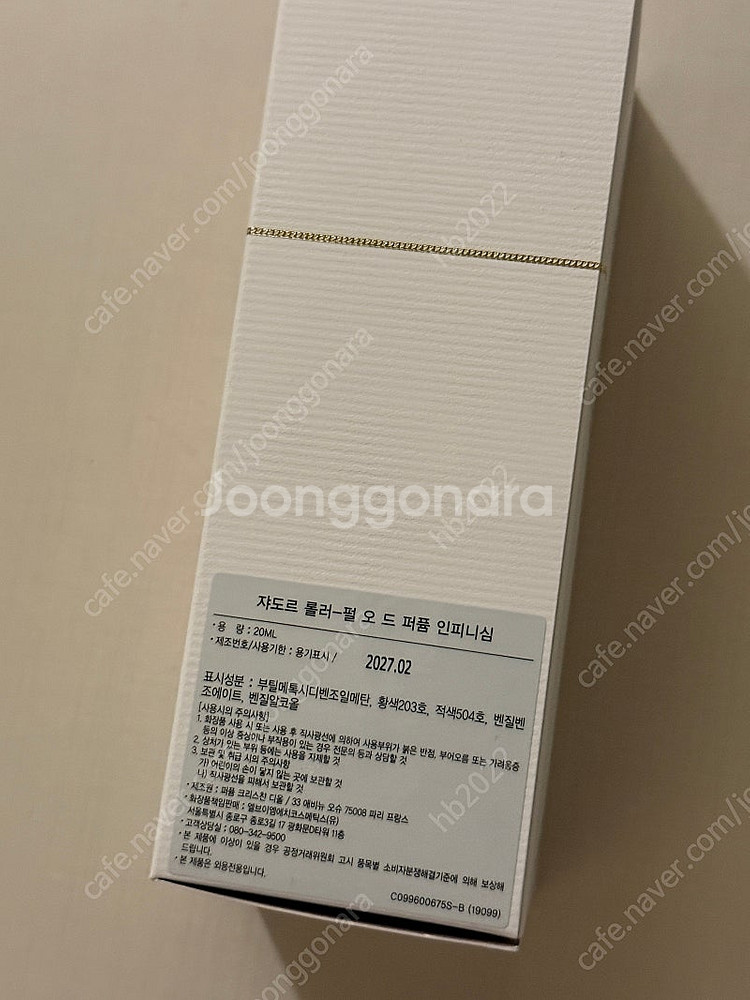 쟈도르 롤러-펄 오 드 퍼퓸 인피니심
· 용 량 : 20ML
· 제조번호/사용기한 : 용기표시 / 2027.02
표시성분 : 부틸메톡시디벤조일메탄, 황색203호, 적색504호, 벤질벤
조에이트, 벤질알코올
[사용시의 주의사항]
1. 화장품 사용 시 또는 사용 후 직사광선에 의하여 사용부위가 붉은 반점, 부어오름 또는 가려움증
등의 이상 증상이나 부작용이 있는 경우 전문의 등과 상담할 것
2. 상처가 있는 부위 등에는 사용을 자제할 것
3. 보관 및 취급 시의 주의사항
가) 어린이의 손이 닿지 않는 곳에 보관할 것
나) 직사광선을 피해서 보관할 것
· 제조원 : 퍼퓸 크리스챤 디올 / 33 애비뉴 오슈 75008 파리 프랑스
· 화장품책임판매 : 엘브이엠에이치코스메틱스(유)
서울특별시 종로구 종로3길 17 광화문D타워 11층
· 고객상담실 : 080-342-9500
· 본 제품에 이상이 있을 경우 공정거래위원회 고시 품목별 소비자분쟁해결기준에 의해 보상해
드립니다.
· 본 제품은 외용전용입니다.
C099600675S-B (19099)
Joonggonara
cafe.naver.com/joonggonara
hb2022
cafe.naver.com/joonggonara
hb2022
cafe.naver.com/joonggonara
hb2022
cafe.naver.com/joonggonara